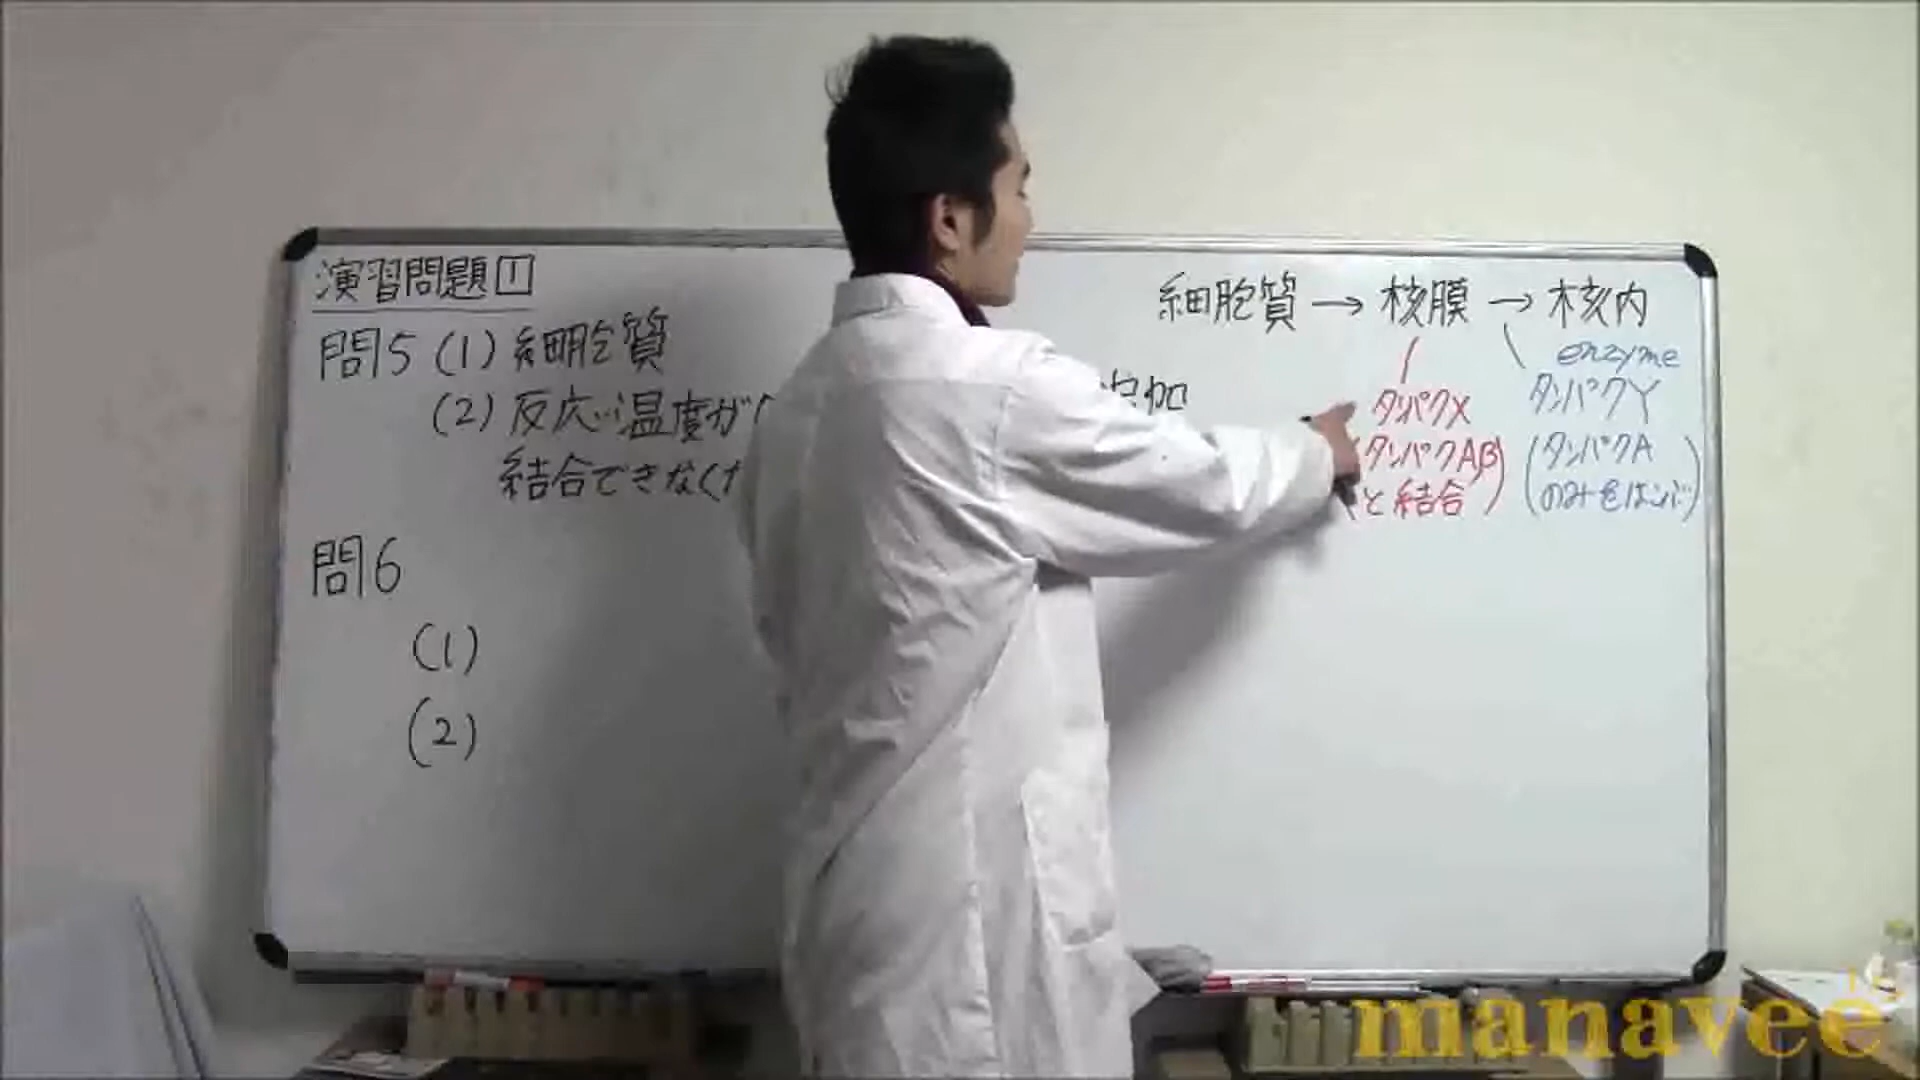 演習問題1
問5 (1) 細胞質
(2) 反応温度が
結合できなく
問6
(1)
(2)
加
細胞質 → 核膜 → 核内
タンパクX
(タンパクAB
と結合)
enzyme
タンパクY
(タンパクA
のみをはこぶ)
manavee